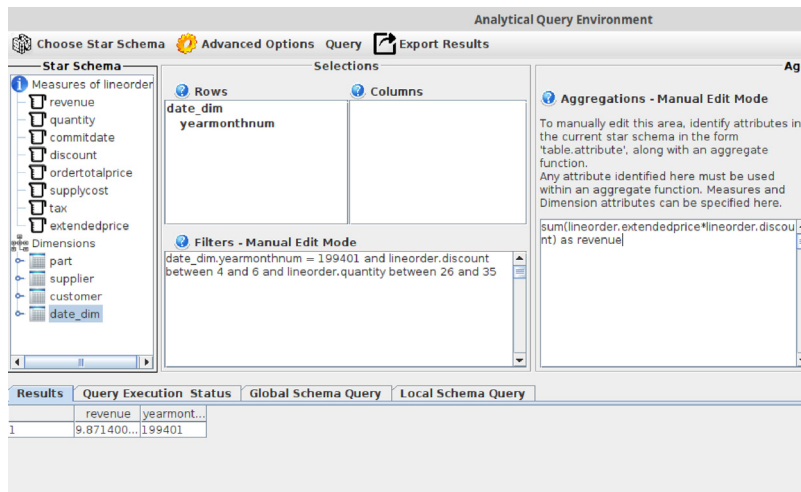 Analytical Query Environment
Choose Star Schema Advanced Options Query Export Results
Star Schema
Measures of lineorder
revenue
quantity
commitdate
discount
ordertotalprice
supplycost
tax
extendedprice
Dimensions
part
supplier
customer
date_dim
Selections
Rows
Columns
date_dim
yearmonthnum
Filters - Manual Edit Mode
date_dim.yearmonthnum = 199401 and lineorder.discount
between 4 and 6 and lineorder.quantity between 26 and 35
Ag
Aggregations - Manual Edit Mode
To manually edit this area, identify attributes in
the current star schema in the form
'table.attribute', along with an aggregate
function.
Any attribute identified here must be used
within an aggregate function. Measures and
Dimension attributes can be specified here.
sum(lineorder.extendedprice*lineorder.discou
nt) as revenue
Results Query Execution Status Global Schema Query Local Schema Query
revenue yearmont...
1 9.871400... 199401